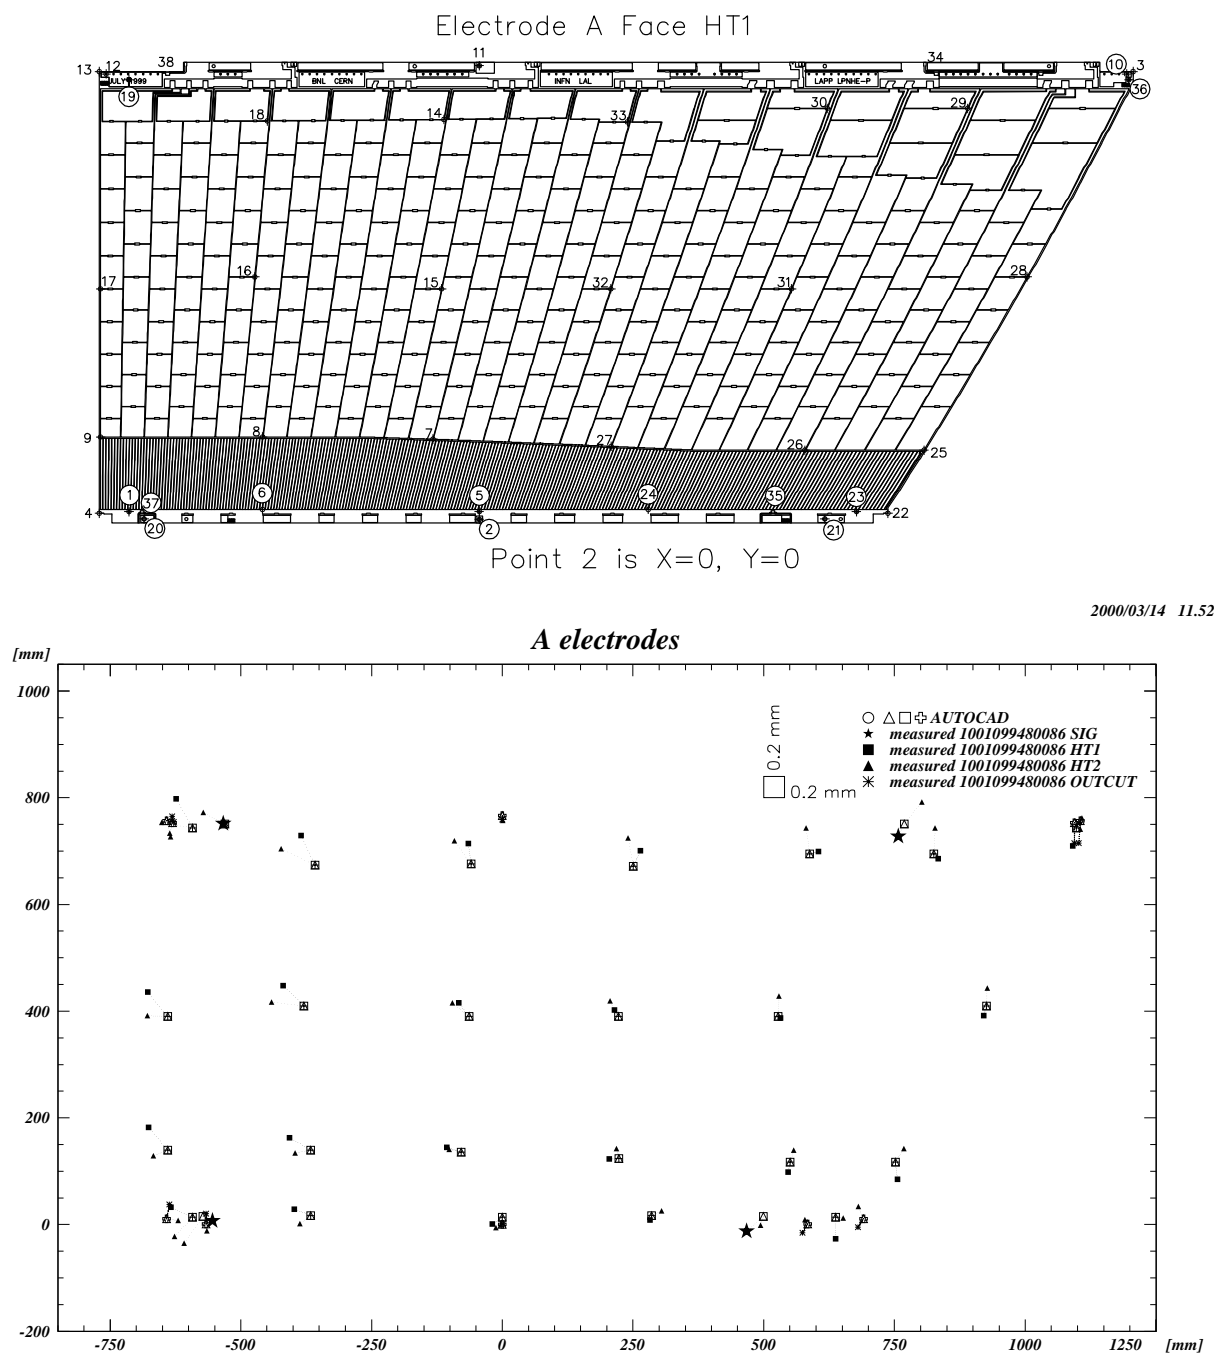 Electrode A Face HT1
13 12 38 11 34 10 3
JULY 1999 BNL CERN INFN LAL LAPP LPNHE-P
19 36
18 14 33 30 29
17 16 15 32 31 28
9 8 7 27 26 25
1 37 6 5 24 35 23
4 20 2 21 22
Point 2 is X=0, Y=0
2000/03/14 11.52
A electrodes
[mm]
1000
0.2 mm
0.2 mm
AUTOCAD
measured 1001099480086 SIG
measured 1001099480086 HT1
measured 1001099480086 HT2
measured 1001099480086 OUTCUT
800
600
400
200
0
-200
-750 -500 -250 0 250 500 750 1000 1250 [mm]